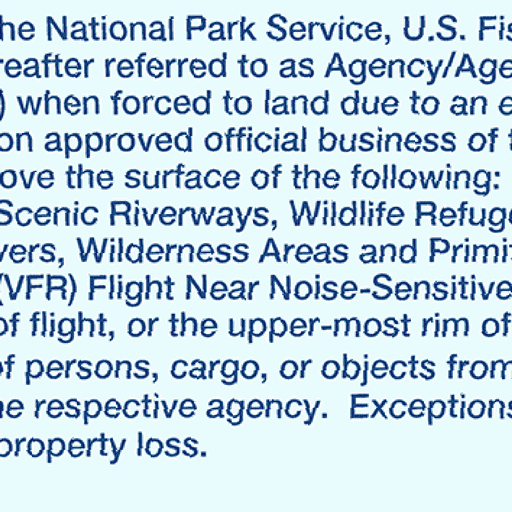 he National Park Service, U.S. Fis
reafter referred to as Agency/Age
) when forced to land due to an e
on approved official business of t
ove the surface of the following:
Scenic Riverways, Wildlife Refuge
vers, Wilderness Areas and Primit
(VFR) Flight Near Noise-Sensitive
of flight, or the upper-most rim of
of persons, cargo, or objects from
ne respective agency.  Exceptions
property loss.